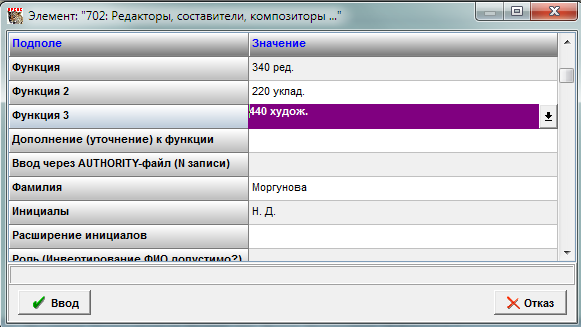 Элемент: "702: Редакторы, составители, композиторы ..."
Подполе Значение
Функция 340 ред.
Функция 2 220 уклад.
Функция 3 440 худож.
Дополнение (уточнение) к функции
Ввод через AUTHORITY-файл (N записи)
Фамилия Моргунова
Инициалы Н. Д.
Расширение инициалов
Роль (Инвертирование ФИО допустимо?)
Ввод Отказ